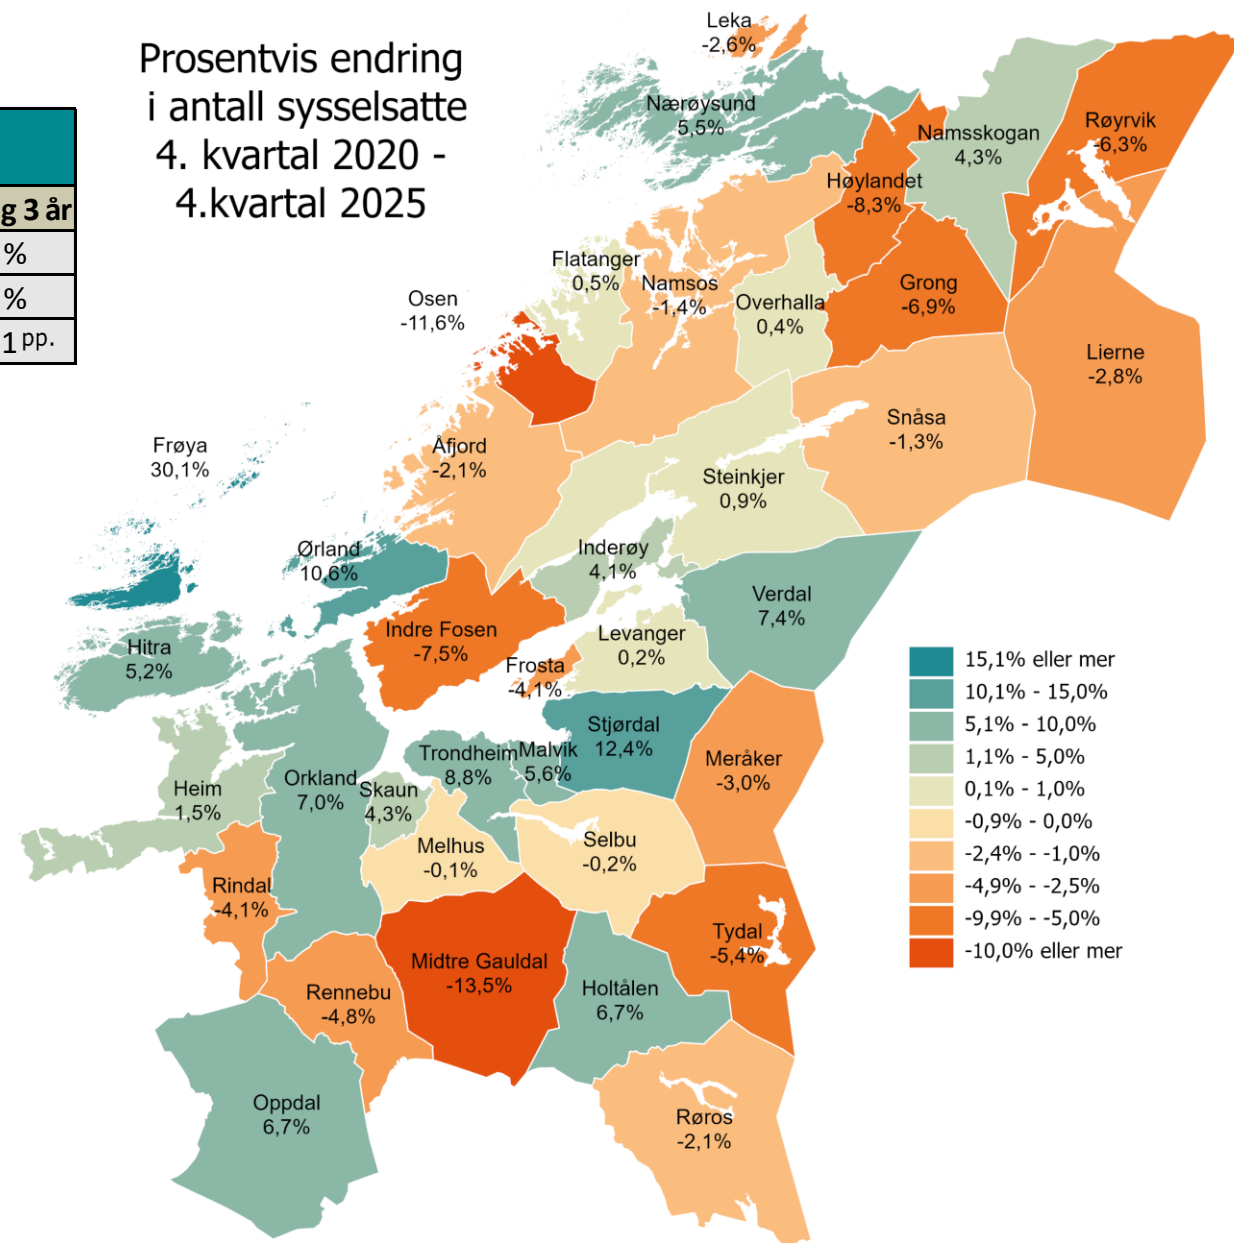 Prosentvis endring
i antall sysselsatte
4. kvartal 2020 -
4.kvartal 2025
g 3 år
%
%
1 pp.
Leka
-2,6%
Nærøysund
5,5%
Namsskogan
4,3%
Røyrvik
-6,3%
Høylandet
-8,3%
Flatanger
0,5%
Namsos
-1,4%
Overhalla
0,4%
Grong
-6,9%
Osen
-11,6%
Lierne
-2,8%
Snåsa
-1,3%
Frøya
30,1%
Åfjord
-2,1%
Steinkjer
0,9%
Ørland
10,6%
Inderøy
4,1%
Verdal
7,4%
Hitra
5,2%
Indre Fosen
-7,5%
Levanger
0,2%
Frosta
-4,1%
Stjørdal
12,4%
Trondheim
8,8%
Malvik
5,6%
Meråker
-3,0%
Heim
1,5%
Orkland
7,0%
Skaun
4,3%
Melhus
-0,1%
Selbu
-0,2%
Rindal
-4,1%
Tydal
-5,4%
Midtre Gauldal
-13,5%
Rennebu
-4,8%
Holtålen
6,7%
Oppdal
6,7%
Røros
-2,1%
15,1% eller mer
10,1% - 15,0%
5,1% - 10,0%
1,1% - 5,0%
0,1% - 1,0%
-0,9% - 0,0%
-2,4% - -1,0%
-4,9% - -2,5%
-9,9% - -5,0%
-10,0% eller mer